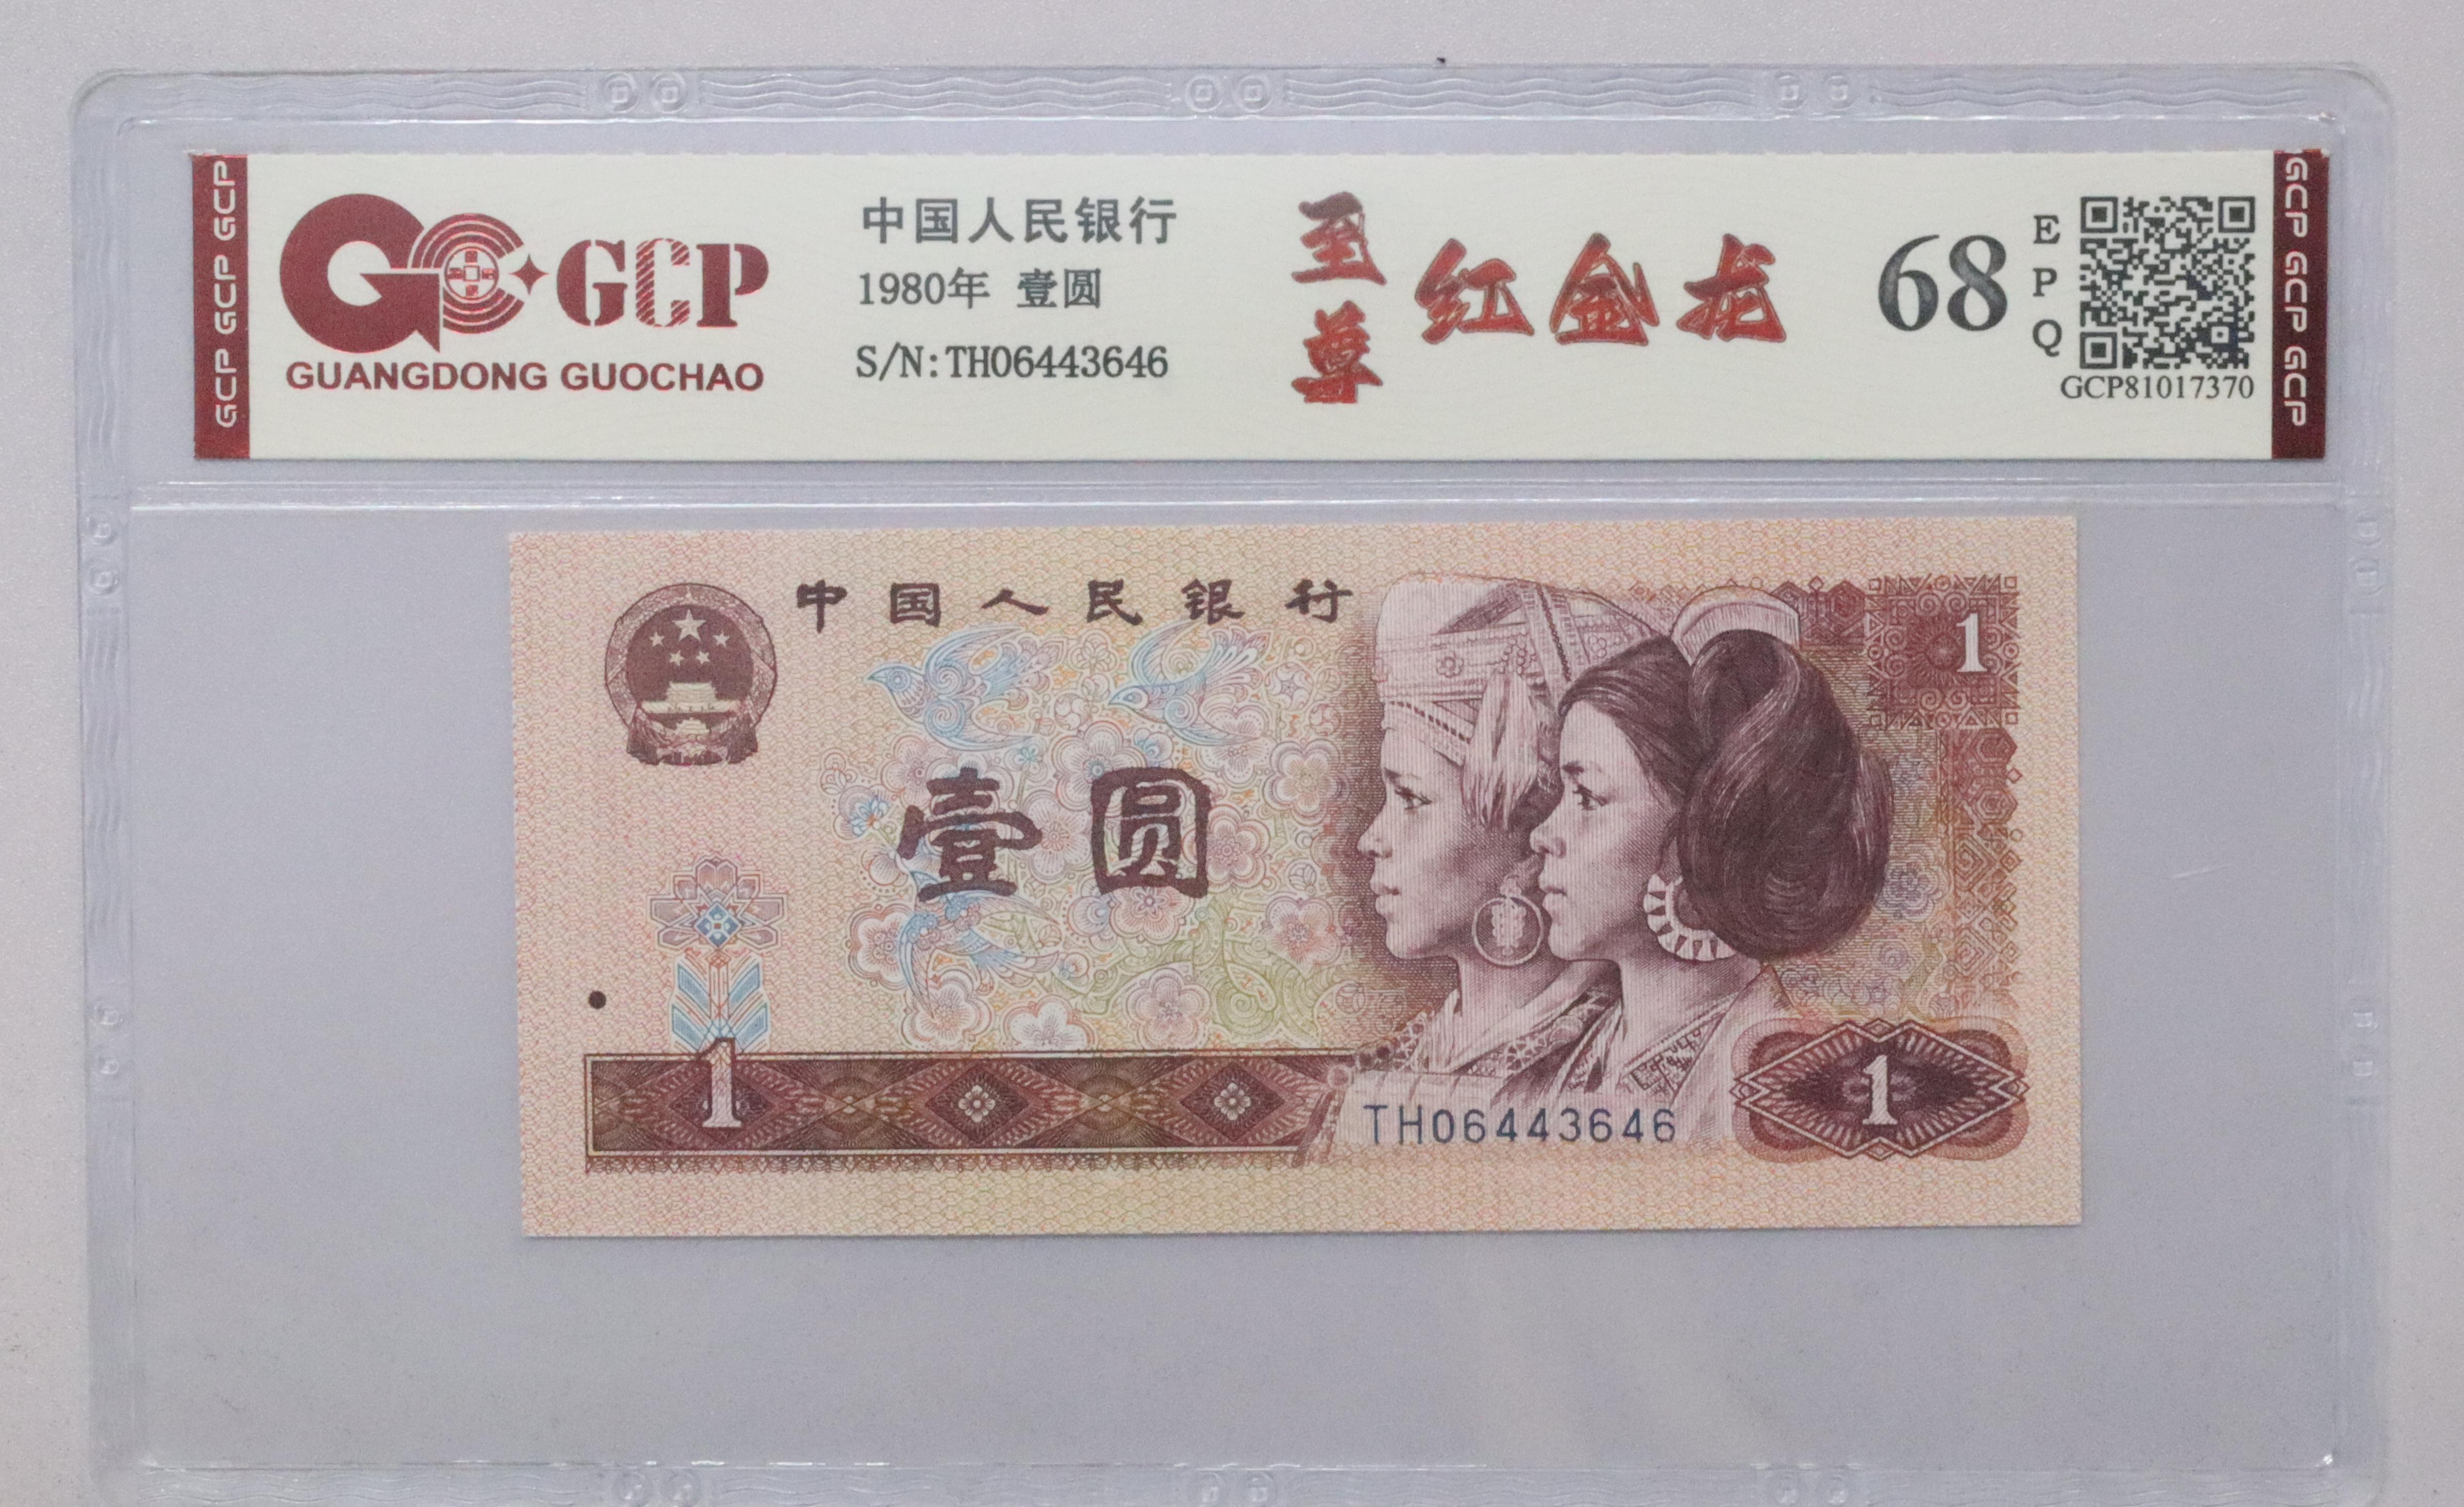 GCP GCP GCP
GCP
GUANGDONG GUOCHAO
中国人民银行
1980年 壹圆
S/N:TH06443646
至尊
红金龙
68
EPQ
GCP81017370
GCP GCP GCP
中国人民银行
1
壹圆
1
1
TH06443646